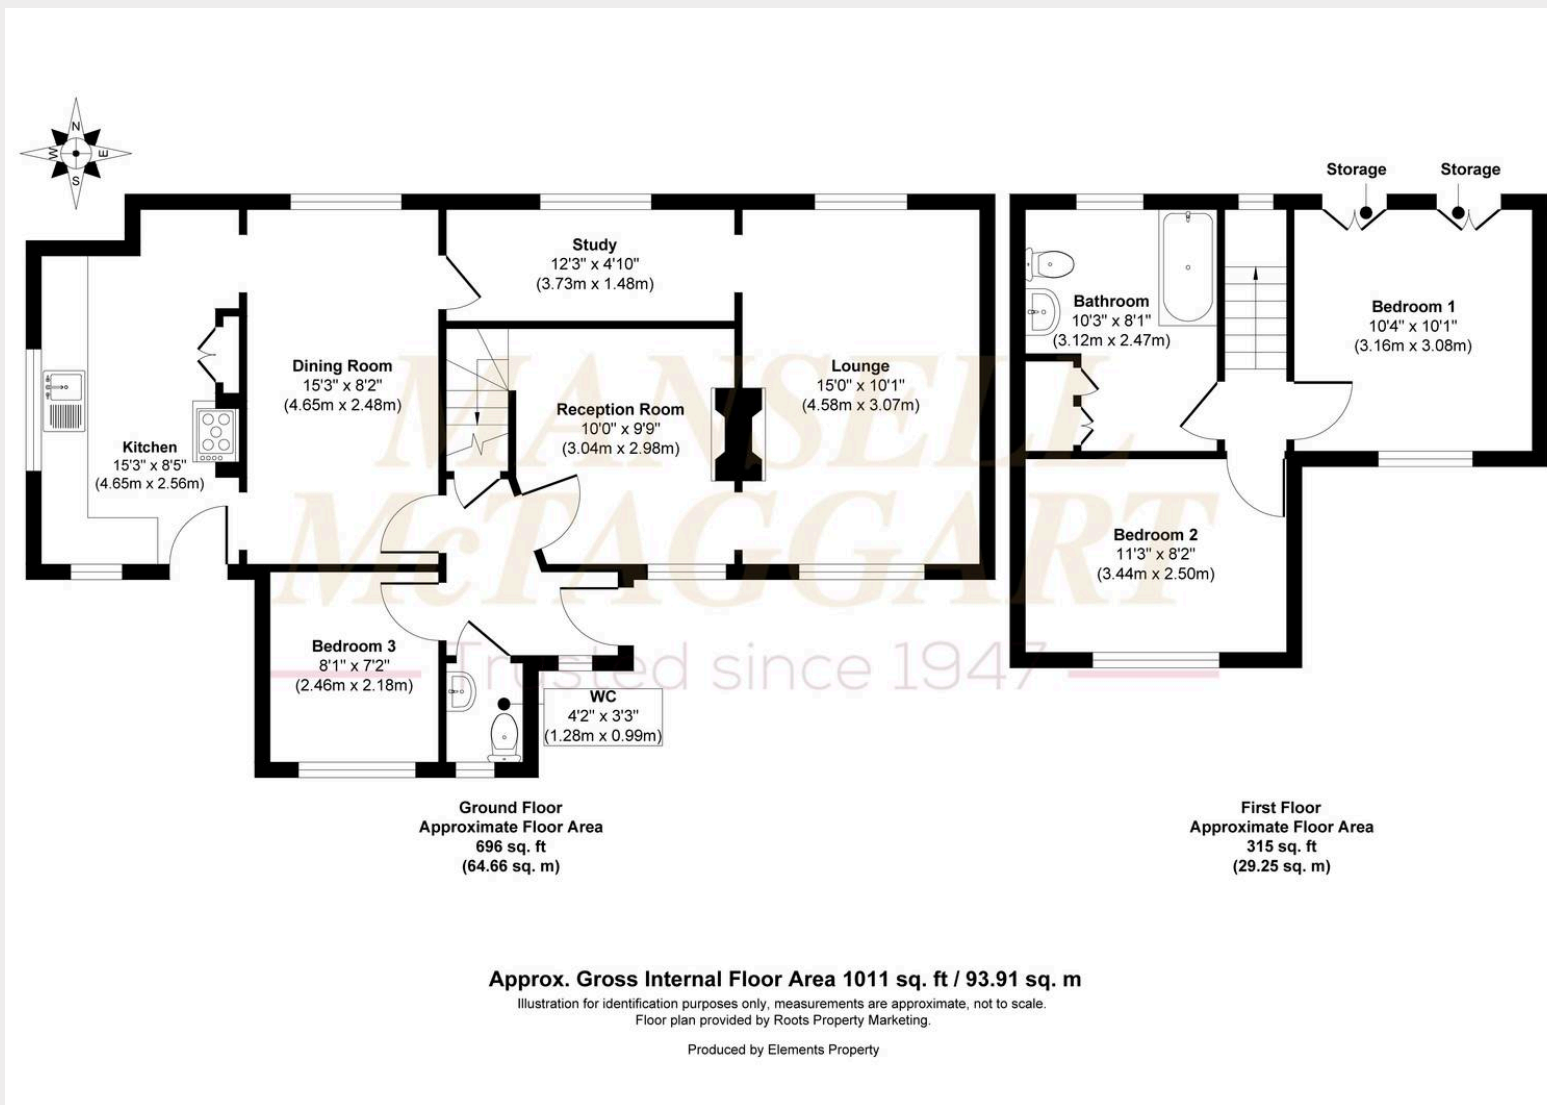 N
W
E
S
Storage
Storage
Study
12'3" x 4'10"
(3.73m x 1.48m)
Bathroom
10'3" x 8'1"
(3.12m x 2.47m)
Bedroom 1
10'4" x 10'1"
(3.16m x 3.08m)
Dining Room
15'3" x 8'2"
(4.65m x 2.48m)
Lounge
15'0" x 10'1"
(4.58m x 3.07m)
Reception Room
10'0" x 9'9"
(3.04m x 2.98m)
Kitchen
15'3" x 8'5"
(4.65m x 2.56m)
MANSELL
McTAGGART
Trusted since 1947
Bedroom 2
11'3" x 8'2"
(3.44m x 2.50m)
Bedroom 3
8'1" x 7'2"
(2.46m x 2.18m)
WC
4'2" x 3'3"
(1.28m x 0.99m)
Ground Floor
Approximate Floor Area
696 sq. ft
(64.66 sq. m)
First Floor
Approximate Floor Area
315 sq. ft
(29.25 sq. m)
Approx. Gross Internal Floor Area 1011 sq. ft / 93.91 sq. m
Illustration for identification purposes only, measurements are approximate, not to scale.
Floor plan provided by Roots Property Marketing.
Produced by Elements Property